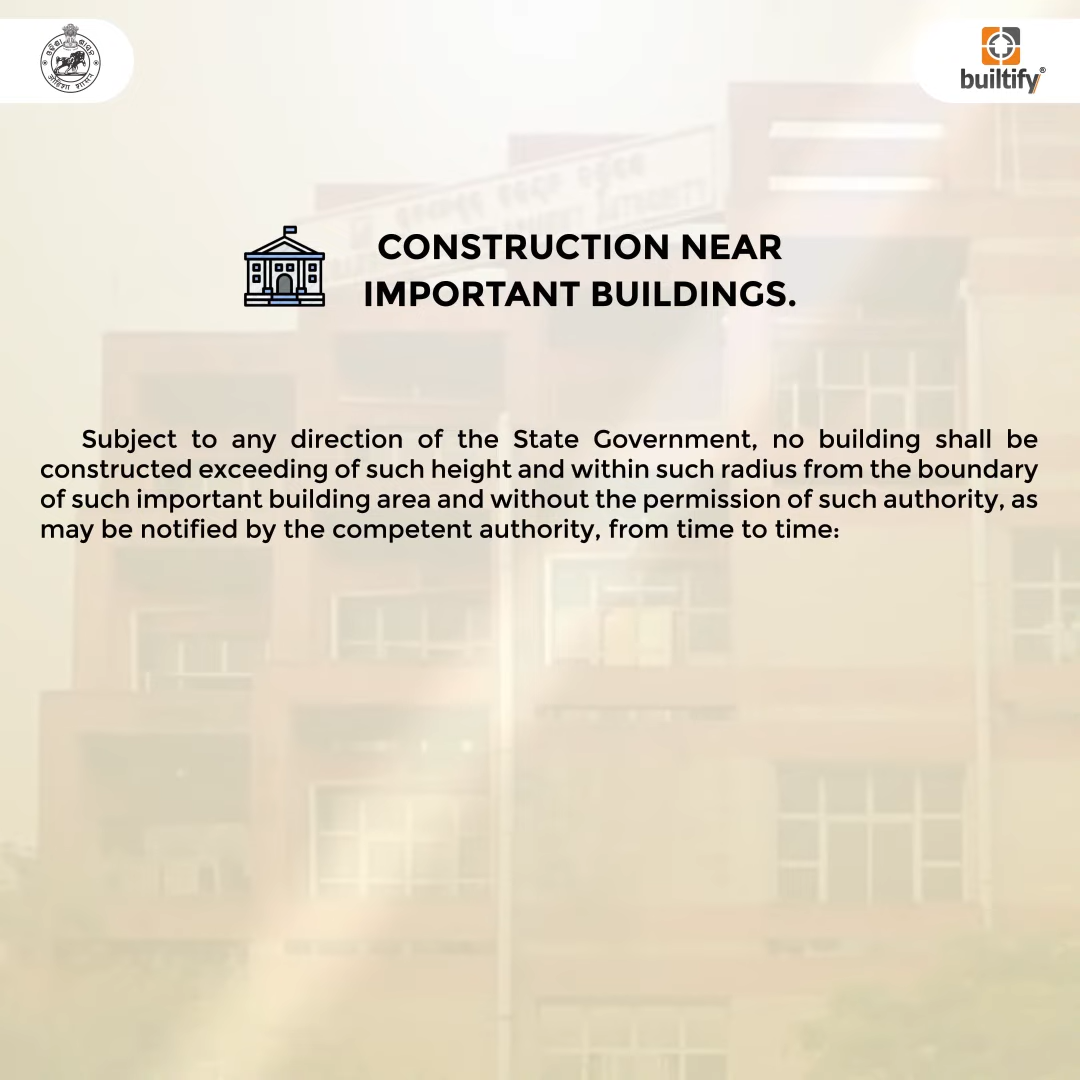 builtify®
CONSTRUCTION NEAR
IMPORTANT BUILDINGS.
Subject to any direction of the State Government, no building shall be
constructed exceeding of such height and within such radius from the boundary
of such important building area and without the permission of such authority, as
may be notified by the competent authority, from time to time: